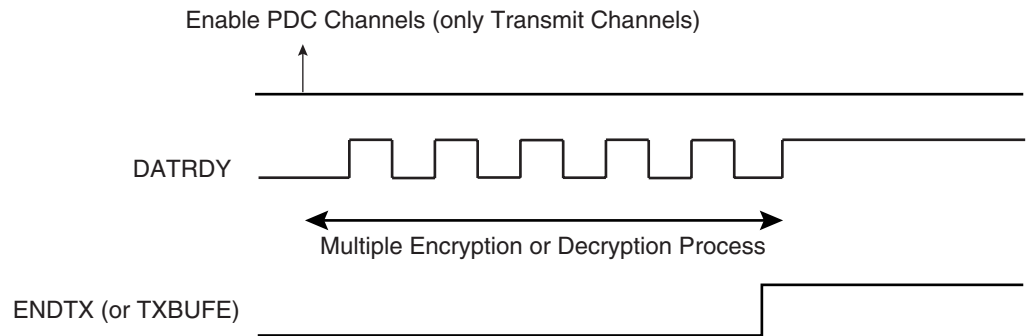 Enable PDC Channels (only Transmit Channels)
DATRDY
Multiple Encryption or Decryption Process
ENDTX (or TXBUFE)